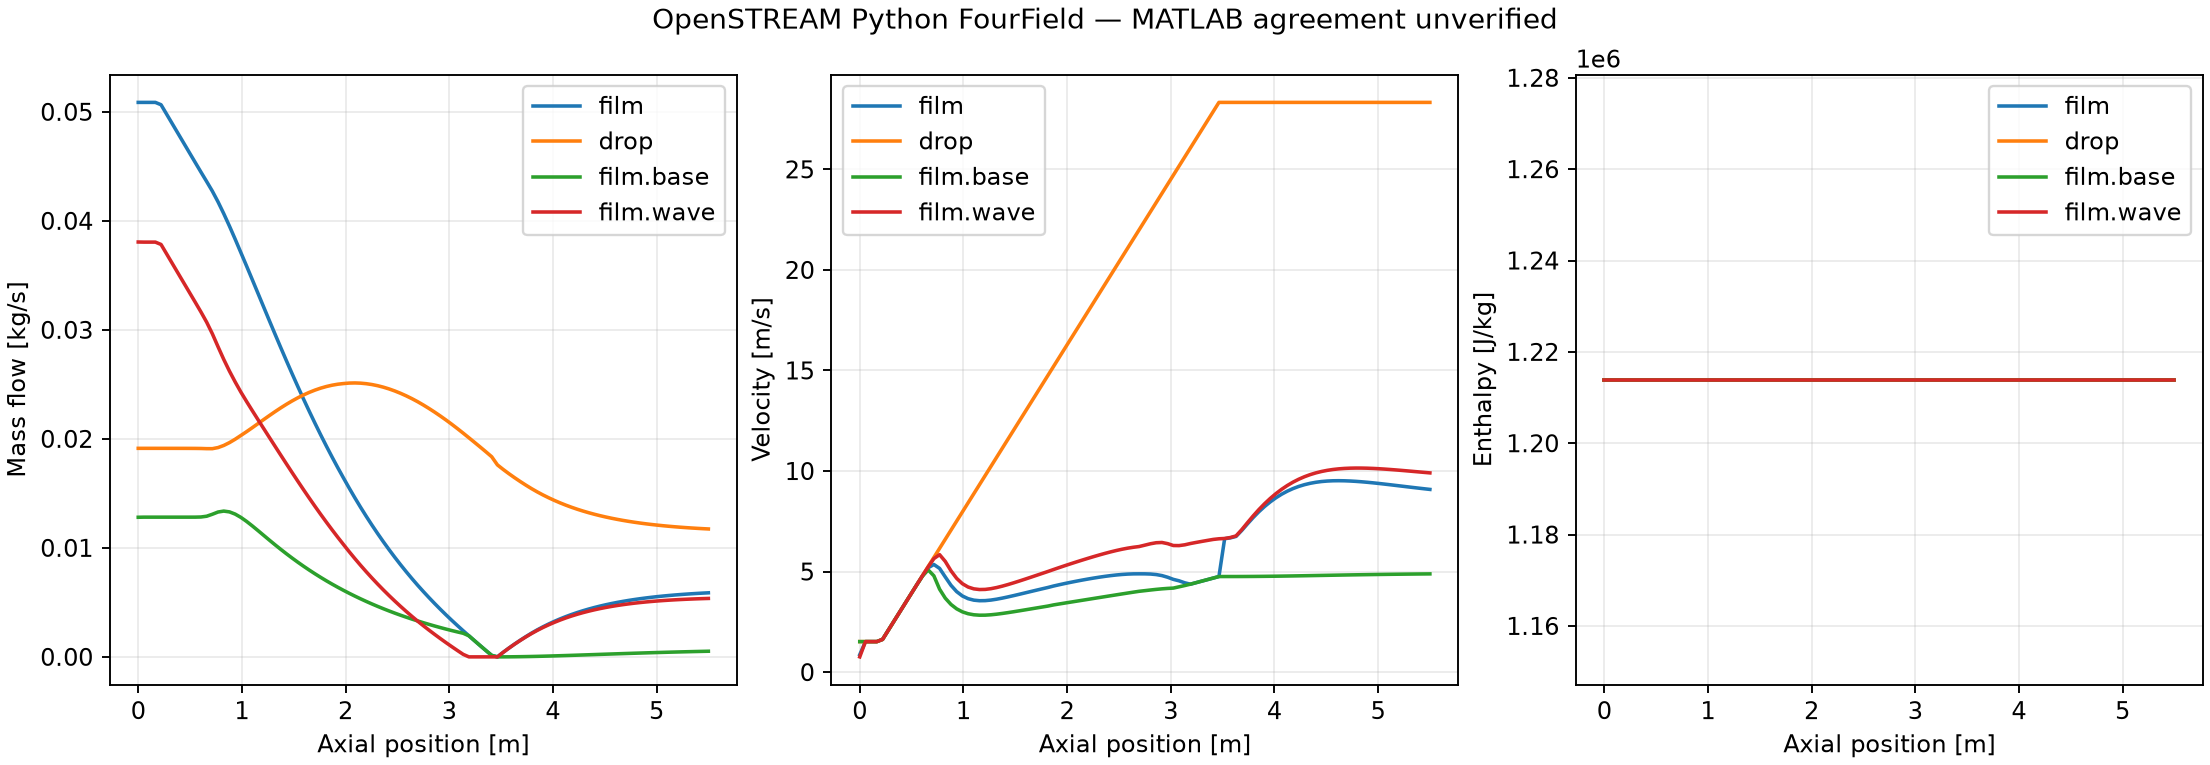 OpenSTREAM Python FourField — MATLAB agreement unverified
Mass flow [kg/s]
0.05
0.04
0.03
0.02
0.01
0.00
film
drop
film.base
film.wave
0 1 2 3 4 5
Axial position [m]
Velocity [m/s]
25
20
15
10
5
0
film
drop
film.base
film.wave
0 1 2 3 4 5
Axial position [m]
1e6
Enthalpy [J/kg]
1.28
1.26
1.24
1.22
1.20
1.18
1.16
film
drop
film.base
film.wave
0 1 2 3 4 5
Axial position [m]